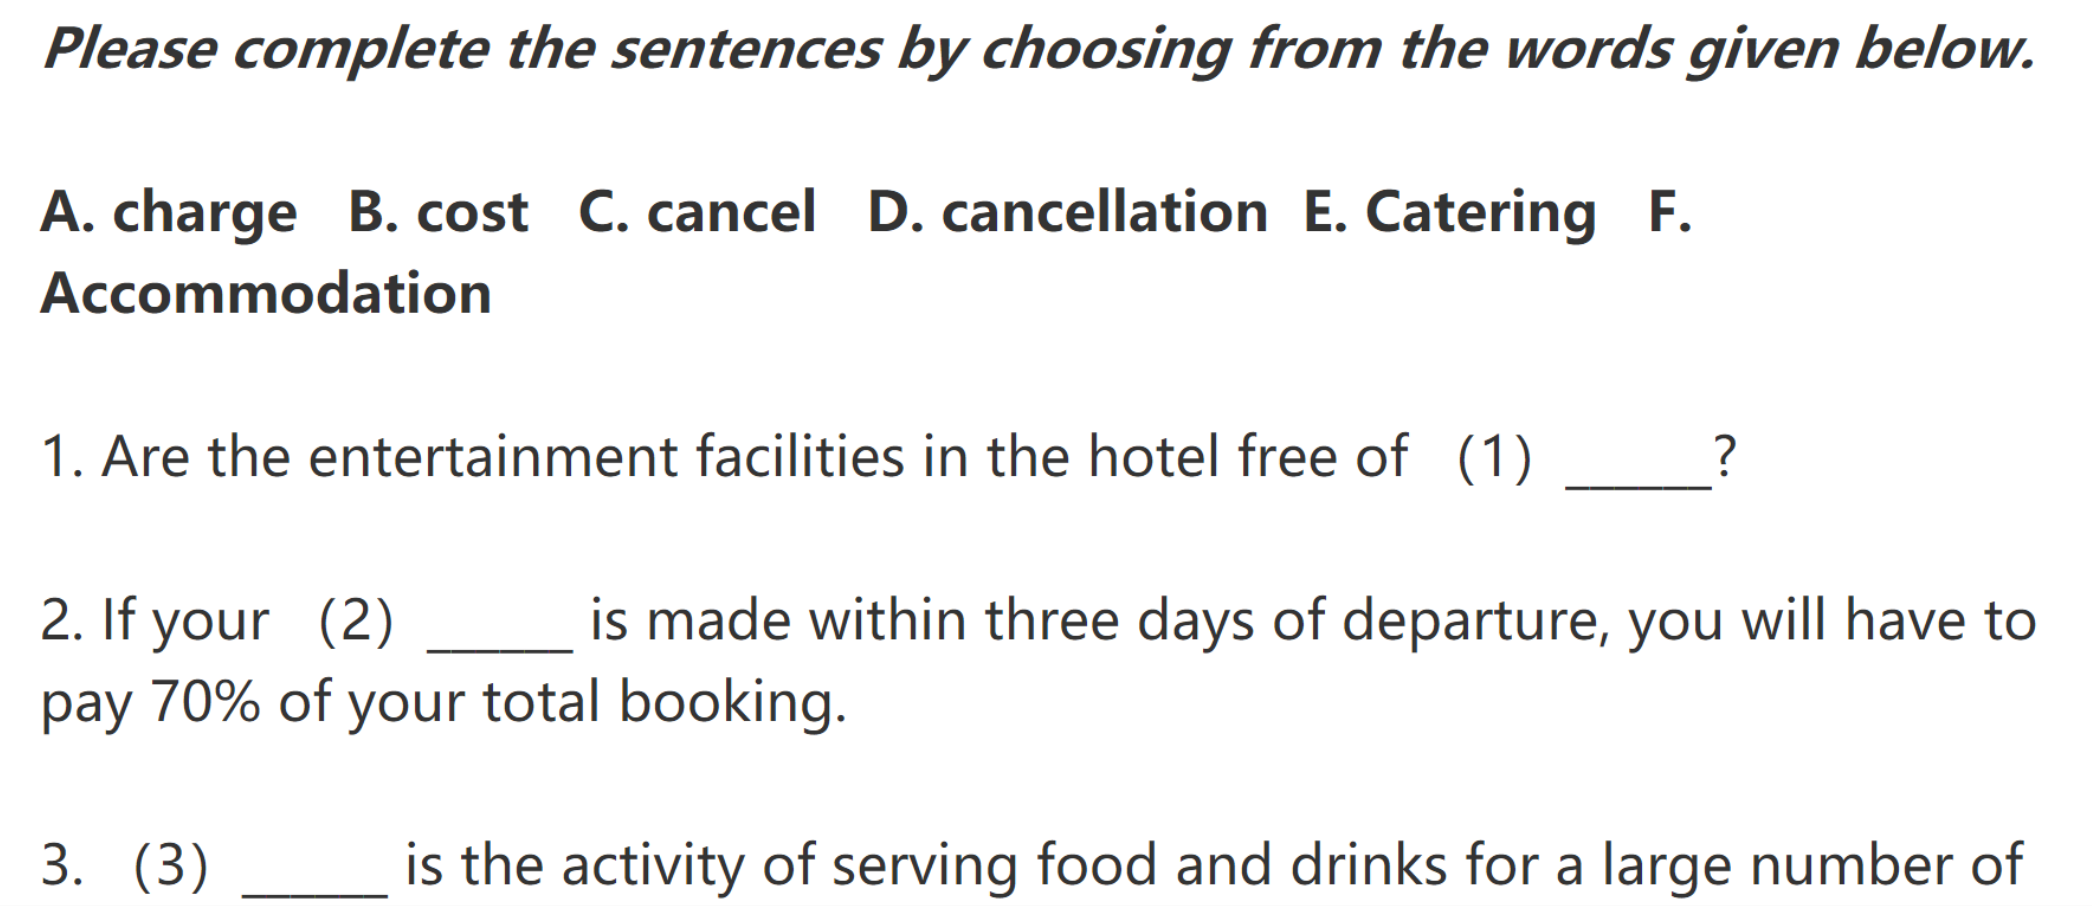 Please complete the sentences by choosing from the words given below.
A. charge   B. cost   C. cancel   D. cancellation  E. Catering   F.
Accommodation
1. Are the entertainment facilities in the hotel free of （1） ______?
2. If your （2） ______ is made within three days of departure, you will have to
pay 70% of your total booking.
3. （3） ______ is the activity of serving food and drinks for a large number of